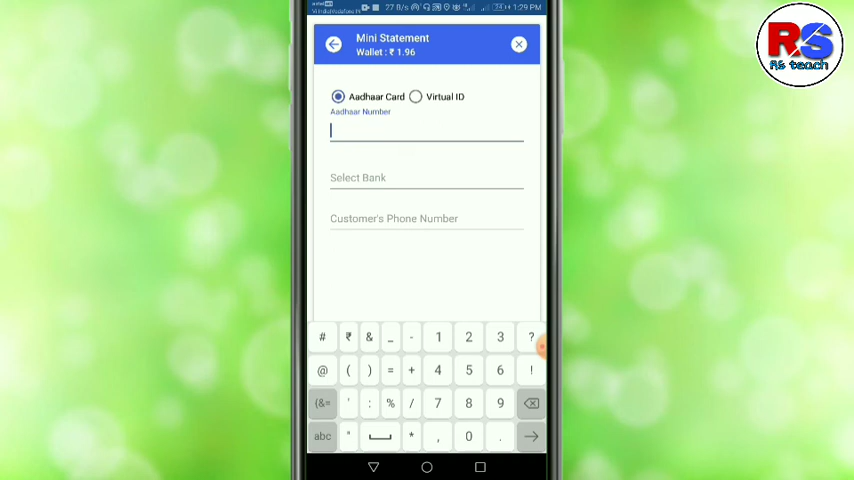 27 B/s
1:29 PM
Mini Statement
Wallet : ₹ 1.96
RS
RS teach
Aadhaar Card
Virtual ID
Aadhaar Number
Select Bank
Customer's Phone Number
# ₹ & _ - 1 2 3 ?
@ ( ) = + 4 5 6 !
(&= ' : % / 7 8 9
abc " * , 0 .